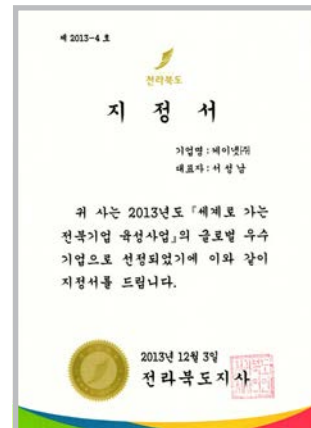 제 2013-4 호
전라북도
지 정 서
기업명 : 베이넷㈜
대표자 : 서 성 남
귀 사는 2013년도 『세계로 가는
전북기업 육성사업』의 글로벌 우수
기업으로 선정되었기에 이와 같이
지정서를 드립니다.
2013년 12월 3일
전라북도지사